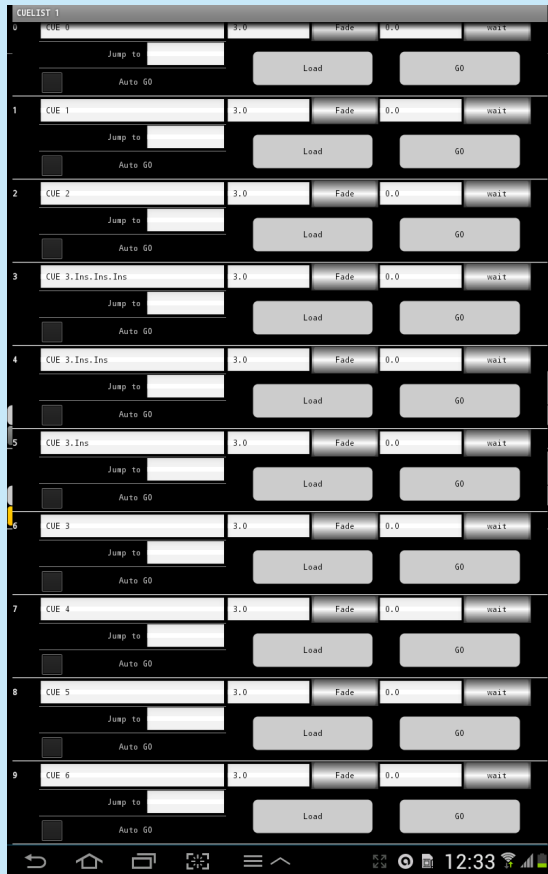 CUELIST 1
0 CUE 0 3.0 Fade 0.0 wait
Jump to
Load GO
Auto GO
1 CUE 1 3.0 Fade 0.0 wait
Jump to
Load GO
Auto GO
2 CUE 2 3.0 Fade 0.0 wait
Jump to
Load GO
Auto GO
3 CUE 3.Ins.Ins.Ins 3.0 Fade 0.0 wait
Jump to
Load GO
Auto GO
4 CUE 3.Ins.Ins 3.0 Fade 0.0 wait
Jump to
Load GO
Auto GO
5 CUE 3.Ins 3.0 Fade 0.0 wait
Jump to
Load GO
Auto GO
6 CUE 3 3.0 Fade 0.0 wait
Jump to
Load GO
Auto GO
7 CUE 4 3.0 Fade 0.0 wait
Jump to
Load GO
Auto GO
8 CUE 5 3.0 Fade 0.0 wait
Jump to
Load GO
Auto GO
9 CUE 6 3.0 Fade 0.0 wait
Jump to
Load GO
Auto GO
12:33